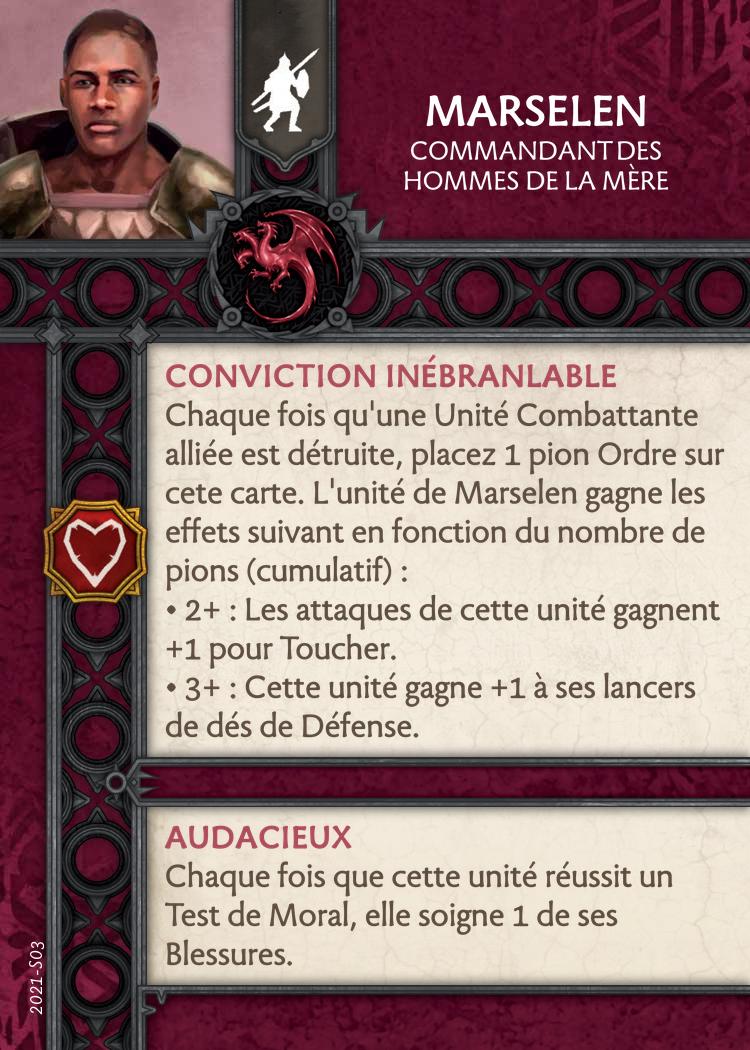 MARSELEN
COMMANDANT DES
HOMMES DE LA MÈRE
CONVICTION INÉBRANLABLE
Chaque fois qu'une Unité Combattante
alliée est détruite, placez 1 pion Ordre sur
cete carte. L'unité de Marselen gagne les
effets suivant en fonction du nombre de
pions (cumulatif) :
• 2+ : Les attaques de cette unité gagnent
+1 pour Toucher.
• 3+ : Cette unité gagne +1 à ses lancers
de dés de Défense.
AUDACIEUX
Chaque fois que cette unité réussit un
Test de Moral, elle soigne 1 de ses
Blessures.
2021-S03